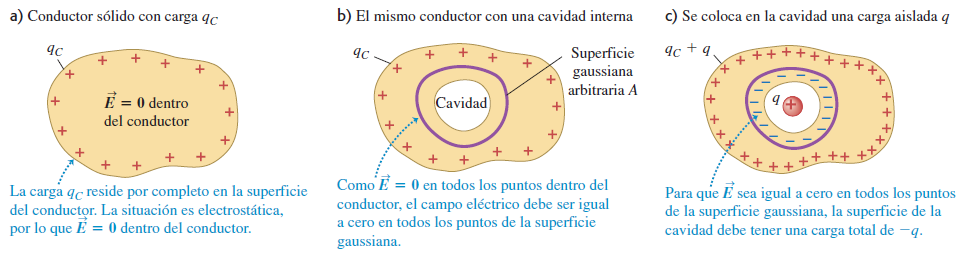 a) Conductor sólido con carga qC
qC
E⃗ = 0 dentro
del conductor
La carga qC reside por completo en la superficie
del conductor. La situación es electrostática,
por lo que E⃗ = 0 dentro del conductor.
b) El mismo conductor con una cavidad interna
qC
Superficie
gaussiana
arbitraria A
Cavidad
Como E⃗ = 0 en todos los puntos dentro del
conductor, el campo eléctrico debe ser igual
a cero en todos los puntos de la superficie
gaussiana.
c) Se coloca en la cavidad una carga aislada q
qC + q
q
Para que E⃗ sea igual a cero en todos los puntos
de la superficie gaussiana, la superficie de la
cavidad debe tener una carga total de −q.